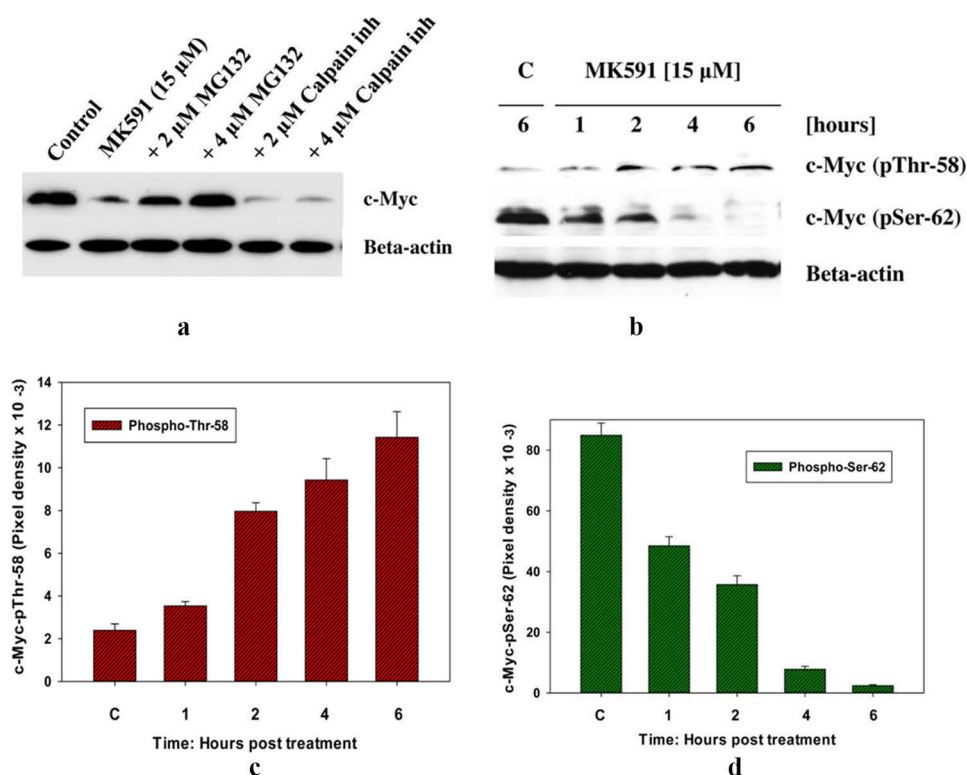 Control
MK591 (15 µM)
+ 2 µM MG132
+ 4 µM MG132
+ 2 µM Calpain inh
+ 4 µM Calpain inh
c-Myc
Beta-actin
a
C MK591 [15 µM]
6 1 2 4 6 [hours]
c-Myc (pThr-58)
c-Myc (pSer-62)
Beta-actin
b
c-Myc-pThr-58 (Pixel density x 10 -3)
14
12
10
8
6
4
2
0
Phospho-Thr-58
C 1 2 4 6
Time: Hours post treatment
c
c-Myc-pSer-62 (Pixel density x 10 -3)
80
60
40
20
0
Phospho-Ser-62
C 1 2 4 6
Time: Hours post treatment
d